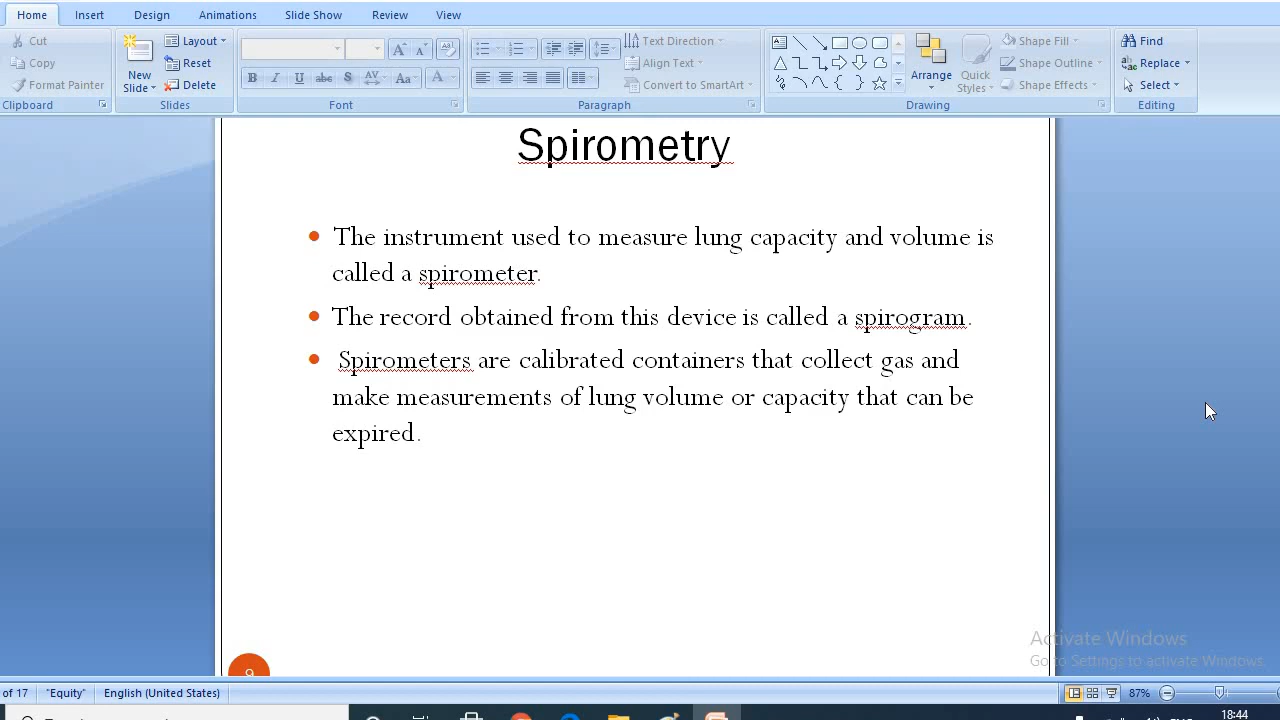 Home Insert Design Animations Slide Show Review View
Cut Layout Text Direction Shape Fill Find
Copy New Reset Align Text Arrange Quick Shape Outline Replace
Format Painter Slide Delete B I U abc S AV Aa A Convert to SmartArt Styles Shape Effects Select
Clipboard Slides Font Paragraph Drawing Editing
Spirometry
• The instrument used to measure lung capacity and volume is
called a spirometer.
• The record obtained from this device is called a spirogram.
• Spirometers are calibrated containers that collect gas and
make measurements of lung volume or capacity that can be
expired.
Activate Windows
Go to Settings to activate Windows.
9
of 17 "Equity" English (United States) 87%
18:44